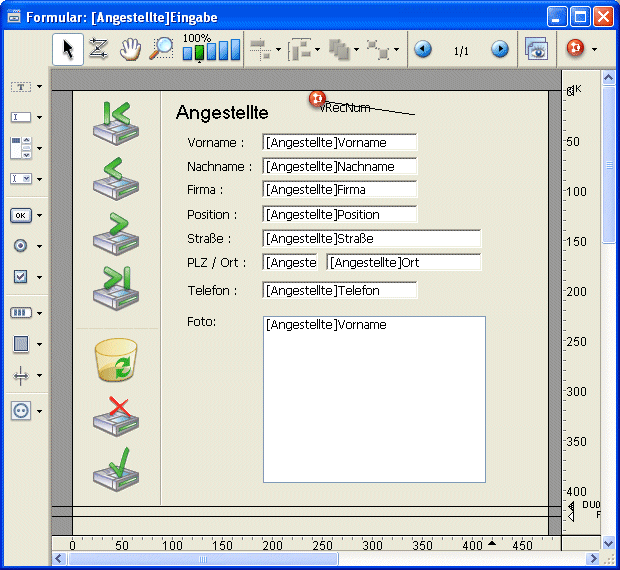 Formular: [Angestellte]Eingabe
100%
1/1
T
OK
Angestellte
vRecNum
Vorname : [Angestellte]Vorname
Nachname : [Angestellte]Nachname
Firma : [Angestellte]Firma
Position : [Angestellte]Position
Straße : [Angestellte]Straße
PLZ / Ort : [Angeste [Angestellte]Ort
Telefon : [Angestellte]Telefon
Foto: [Angestellte]Vorname
50
100
150
200
250
300
350
400
0 50 100 150 200 250 300 350 400 450